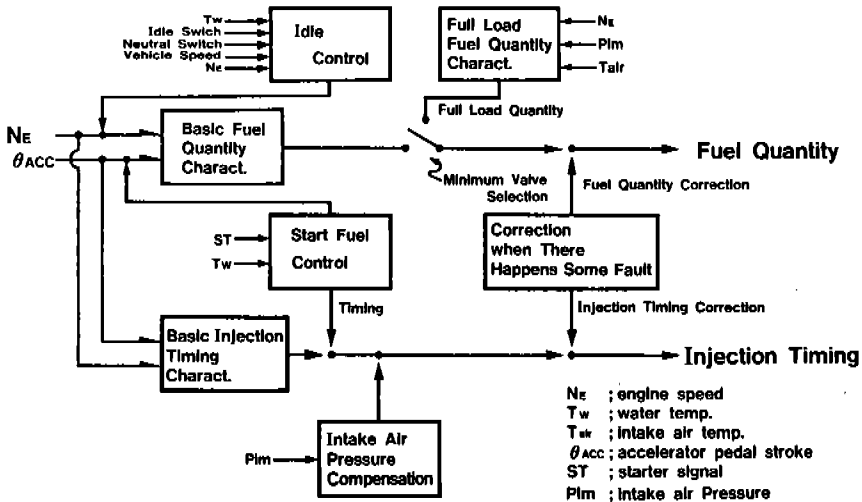 Tw
Idle Swich
Neutral Switch
Vehicle Speed
NE
Idle
Control
Full Load
Fuel Quantity
Charact.
NE
Pim
Tair
Full Load Quantity
NE
θACC
Basic Fuel
Quantity
Charact.
Fuel Quantity
Minimum Valve
Selection
Fuel Quantity Correction
ST
Tw
Start Fuel
Control
Correction
when There
Happens Some Fault
Timing
Injection Timing Correction
Basic Injection
Timing
Charact.
Injection Timing
Pim
Intake Air
Pressure
Compensation
NE ; engine speed
Tw ; water temp.
Tair ; intake air temp.
θACC ; accelerator pedal stroke
ST ; starter signal
Pim ; intake air Pressure